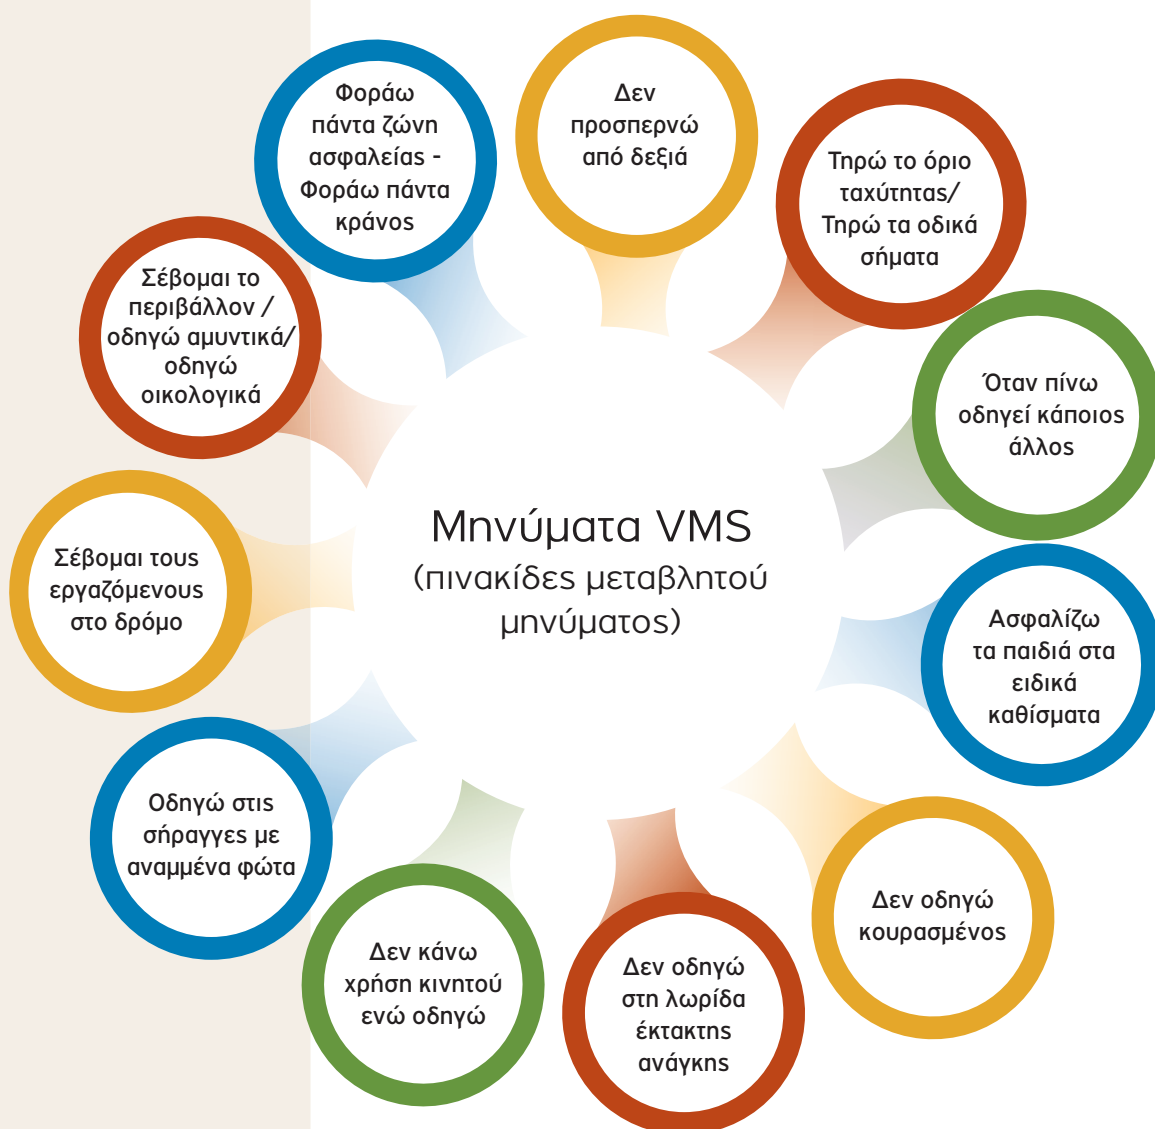 Φοράω
πάντα ζώνη
ασφαλείας -
Φοράω πάντα
κράνος
Δεν
προσπερνώ
από δεξιά
Τηρώ το όριο
ταχύτητας/
Τηρώ τα οδικά
σήματα
Όταν πίνω
οδηγεί κάποιος
άλλος
Ασφαλίζω
τα παιδιά στα
ειδικά
καθίσματα
Δεν οδηγώ
κουρασμένος
Δεν οδηγώ
στη λωρίδα
έκτακτης
ανάγκης
Δεν κάνω
χρήση κινητού
ενώ οδηγώ
Οδηγώ στις
σήραγγες με
αναμμένα φώτα
Σέβομαι τους
εργαζόμενους
στο δρόμο
Σέβομαι το
περιβάλλον /
οδηγώ αμυντικά/
οδηγώ
οικολογικά
Μηνύματα VMS
(πινακίδες μεταβλητού
μηνύματος)